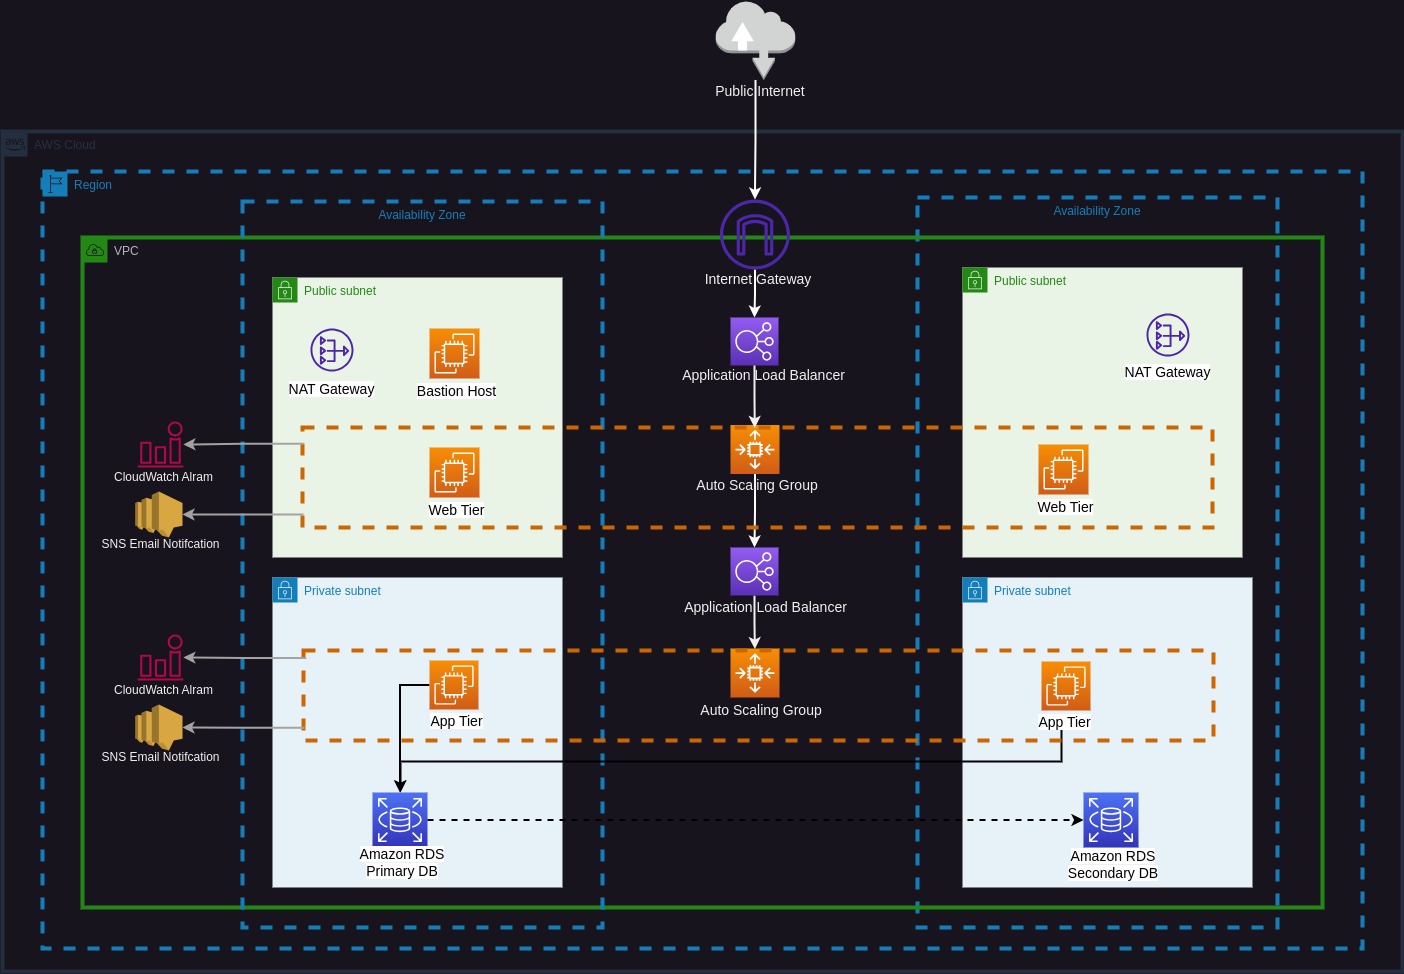 Public Internet
aws
AWS Cloud
Region
Availability Zone
Availability Zone
VPC
Internet Gateway
Public subnet
Public subnet
NAT Gateway
Bastion Host
Application Load Balancer
NAT Gateway
CloudWatch Alram
SNS Email Notifcation
Web Tier
Auto Scaling Group
Web Tier
Private subnet
Application Load Balancer
Private subnet
CloudWatch Alram
SNS Email Notifcation
App Tier
Auto Scaling Group
App Tier
Amazon RDS
Primary DB
Amazon RDS
Secondary DB